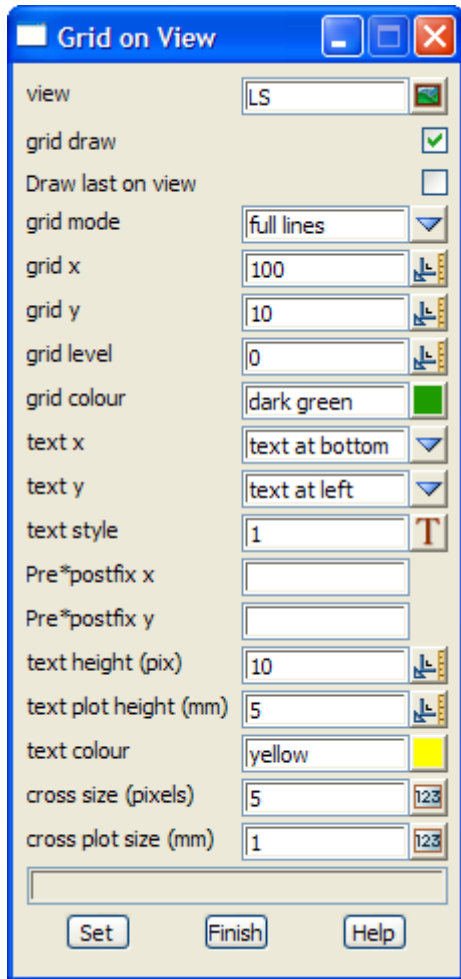 Grid on View
view LS
grid draw
Draw last on view
grid mode full lines
grid x 100
grid y 10
grid level 0
grid colour dark green
text x text at bottom
text y text at left
text style 1 T
Pre*postfix x
Pre*postfix y
text height (pix) 10
text plot height (mm) 5
text colour yellow
cross size (pixels) 5 123
cross plot size (mm) 1 123
Set Finish Help